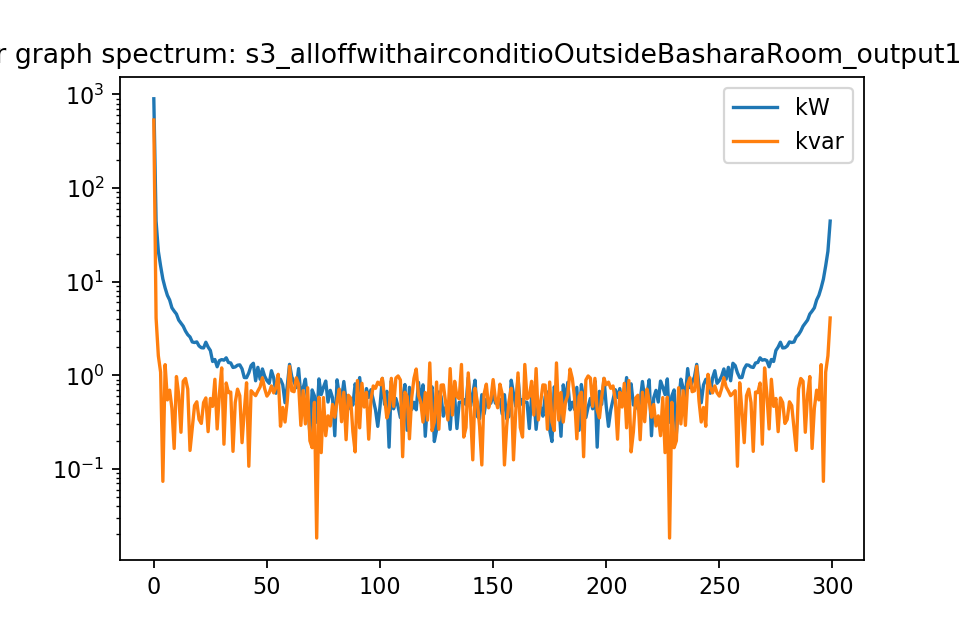 r graph spectrum: s3_alloffwithairconditioOutsideBasharaRoom_output1
10³
10²
10¹
10⁰
10⁻¹
kW
kvar
0 50 100 150 200 250 300